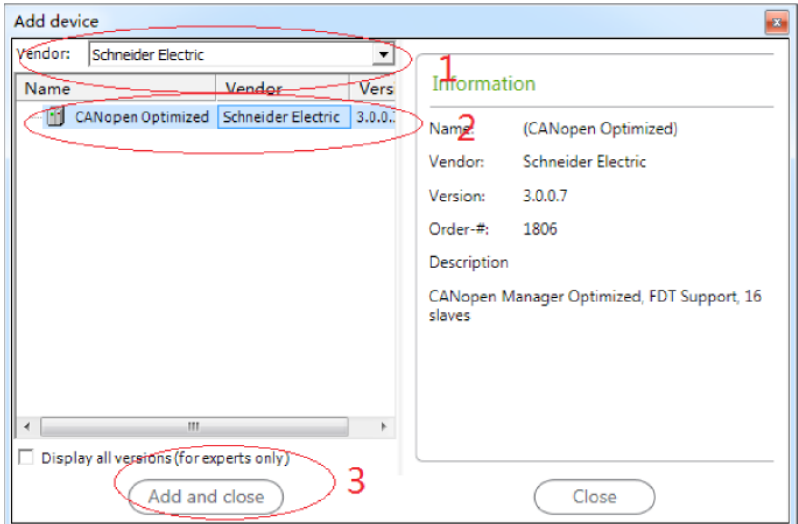 Add device
Vendor: Schneider Electric
1
Name Vendor Versi
CANopen Optimized Schneider Electric 3.0.0.
2
Display all versions (for experts only)
Add and close
3
Information
Name: (CANopen Optimized)
Vendor: Schneider Electric
Version: 3.0.0.7
Order-#: 1806
Description
CANopen Manager Optimized, FDT Support, 16
slaves
Close